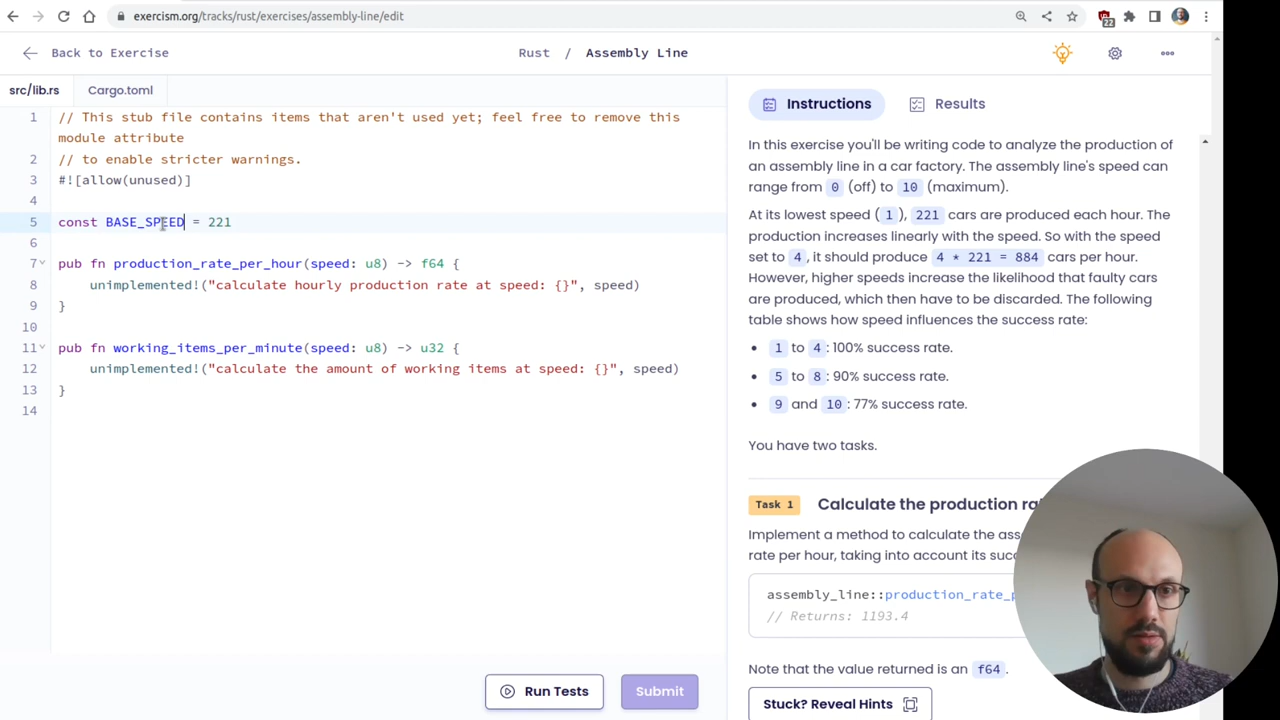 exercism.org/tracks/rust/exercises/assembly-line/edit
22
Back to Exercise
Rust / Assembly Line
src/lib.rs
Cargo.toml
1 // This stub file contains items that aren't used yet; feel free to remove this
module attribute
2 // to enable stricter warnings.
3 #![allow(unused)]
4
5 const BASE_SPEED = 221
6
7 pub fn production_rate_per_hour(speed: u8) -> f64 {
8 unimplemented!("calculate hourly production rate at speed: {}", speed)
9 }
10
11 pub fn working_items_per_minute(speed: u8) -> u32 {
12 unimplemented!("calculate the amount of working items at speed: {}", speed)
13 }
14
Run Tests
Submit
Instructions
Results
In this exercise you'll be writing code to analyze the production of
an assembly line in a car factory. The assembly line's speed can
range from 0 (off) to 10 (maximum).
At its lowest speed (1), 221 cars are produced each hour. The
production increases linearly with the speed. So with the speed
set to 4, it should produce 4 * 221 = 884 cars per hour.
However, higher speeds increase the likelihood that faulty cars
are produced, which then have to be discarded. The following
table shows how speed influences the success rate:
• 1 to 4: 100% success rate.
• 5 to 8: 90% success rate.
• 9 and 10: 77% success rate.
You have two tasks.
Task 1 Calculate the production
Implement a method to calculate the
rate per hour, taking into account its
assembly_line::production_rate_
// Returns: 1193.4
Note that the value returned is an f64.
Stuck? Reveal Hints